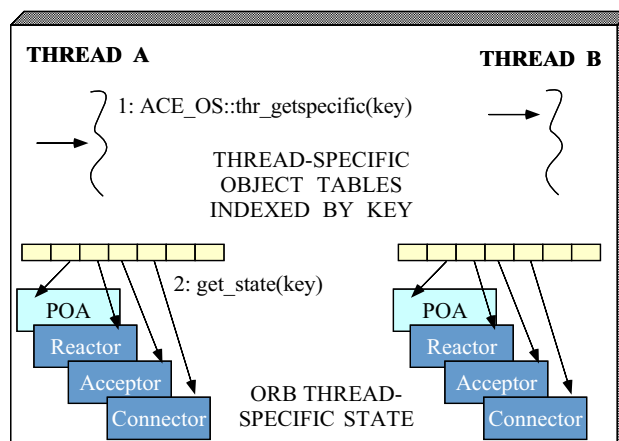 THREAD A
THREAD B
1: ACE_OS::thr_getspecific(key)
THREAD-SPECIFIC
OBJECT TABLES
INDEXED BY KEY
2: get_state(key)
POA
Reactor
Acceptor
Connector
ORB THREAD-
SPECIFIC STATE
POA
Reactor
Acceptor
Connector